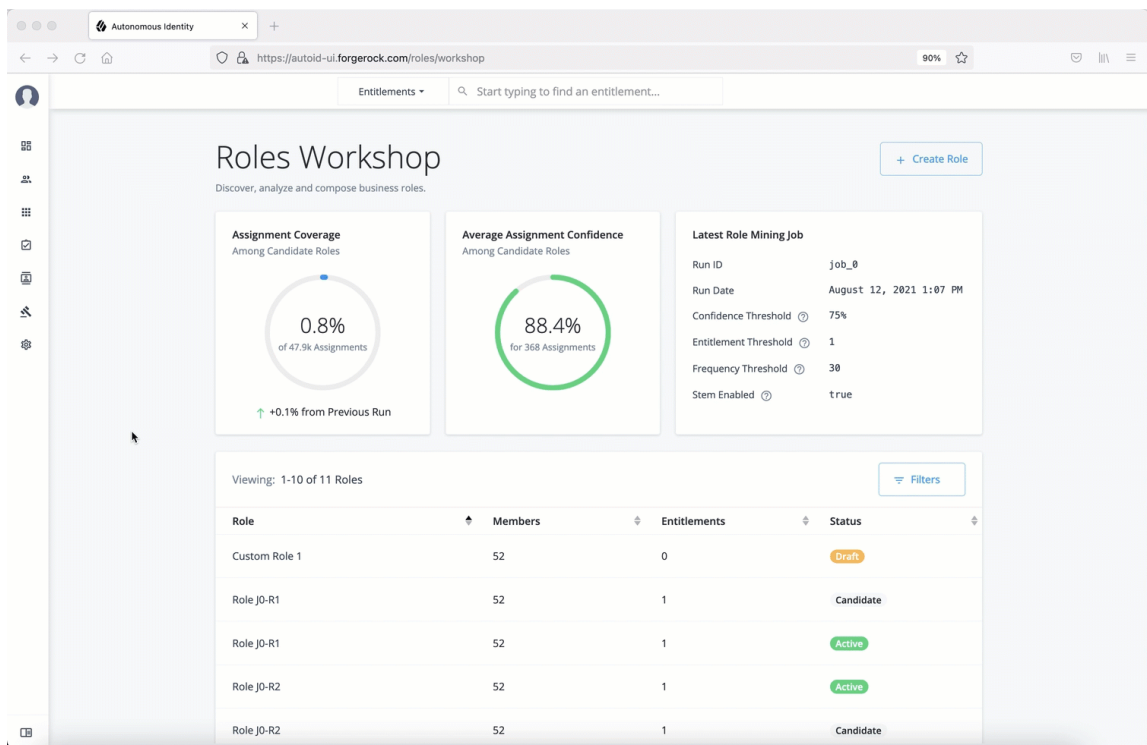 Autonomous Identity
https://autoid-ui.forgerock.com/roles/workshop
90%
Entitlements
Start typing to find an entitlement...
Roles Workshop
+ Create Role
Discover, analyze and compose business roles.
Assignment Coverage
Among Candidate Roles
0.8%
of 47.9k Assignments
+0.1% from Previous Run
Average Assignment Confidence
Among Candidate Roles
88.4%
for 368 Assignments
Latest Role Mining Job
Run ID job_0
Run Date August 12, 2021 1:07 PM
Confidence Threshold ? 75%
Entitlement Threshold ? 1
Frequency Threshold ? 30
Stem Enabled ? true
Viewing: 1-10 of 11 Roles
Filters
Role Members Entitlements Status
Custom Role 1 52 0 Draft
Role J0-R1 52 1 Candidate
Role J0-R1 52 1 Active
Role J0-R2 52 1 Active
Role J0-R2 52 1 Candidate